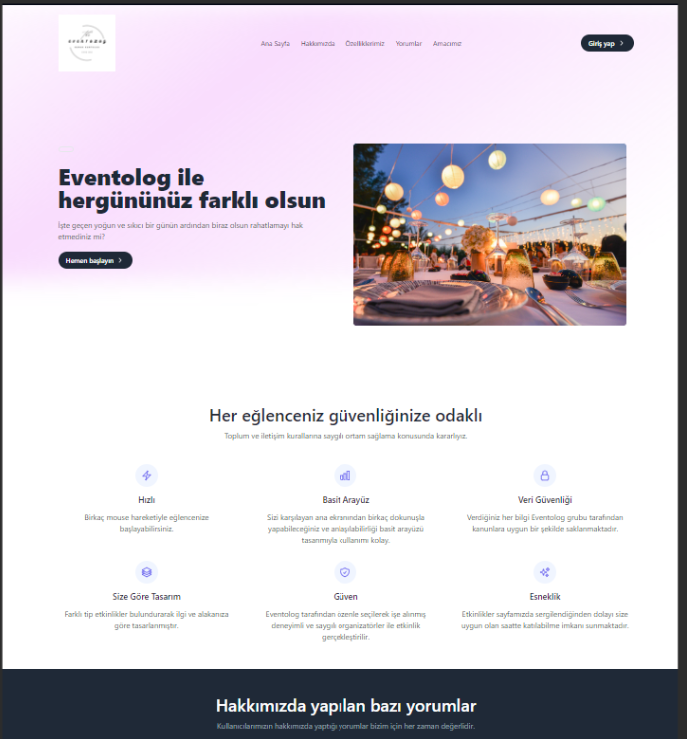 Ana Sayfa Hakkımızda Özelliklerimiz Yorumlar Amacımız
Giriş yap
Eventolog ile
hergününüz farklı olsun
İşte geçen yoğun ve sıkıcı bir günün ardından biraz olsun rahatlamayı hak
etmediniz mi?
Hemen başlayın
Her eğlenceniz güvenliğinize odaklı
Toplum ve iletişim kurallarına saygılı ortam sağlama konusunda kararlıyız.
Hızlı
Birkaç mouse hareketiyle eğlencenize
başlayabilirsiniz.
Basit Arayüz
Sizi karşılayan ana ekranından birkaç dokunuşla
yapabileceğiniz ve anlaşılabilirliği basit arayüzü
tasarımıyla kullanımı kolay.
Veri Güvenliği
Verdiğiniz her bilgi Eventolog grubu tarafından
kanunlara uygun bir şekilde saklanmaktadır.
Size Göre Tasarım
Farklı tip etkinlikler bulundurarak ilgi ve alakanıza
göre tasarlanmıştır.
Güven
Eventolog tarafından özenle seçilerek işe alınmış
deneyimli ve saygılı organizatörler ile etkinlik
gerçekleştirilir.
Esneklik
Etkinlikler sayfamızda sergilendiğinden dolayı size
uygun olan saatte katılabilme imkanı sunmaktadır.
Hakkımızda yapılan bazı yorumlar
Kullanıcılarımızın hakkımızda yaptığı yorumlar bizim için her zaman değerlidir.